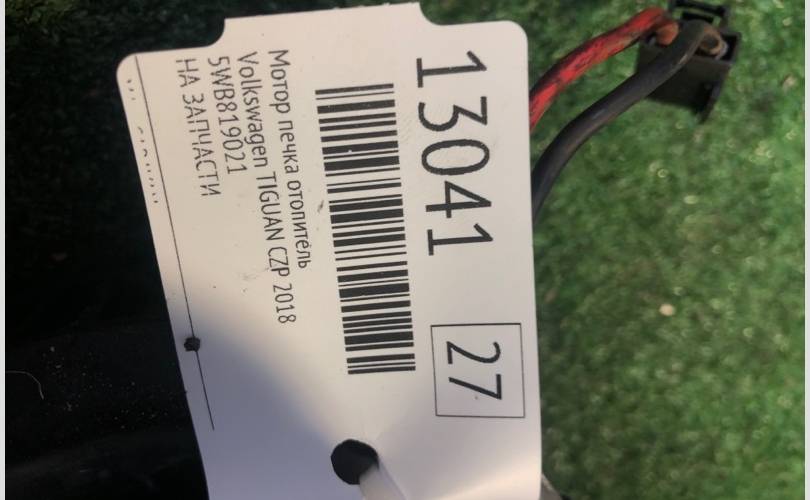 13041
27
Мотор печка отопитель
Volkswagen TIGUAN CZP 2018
5WB819021
НА ЗАПЧАСТИ